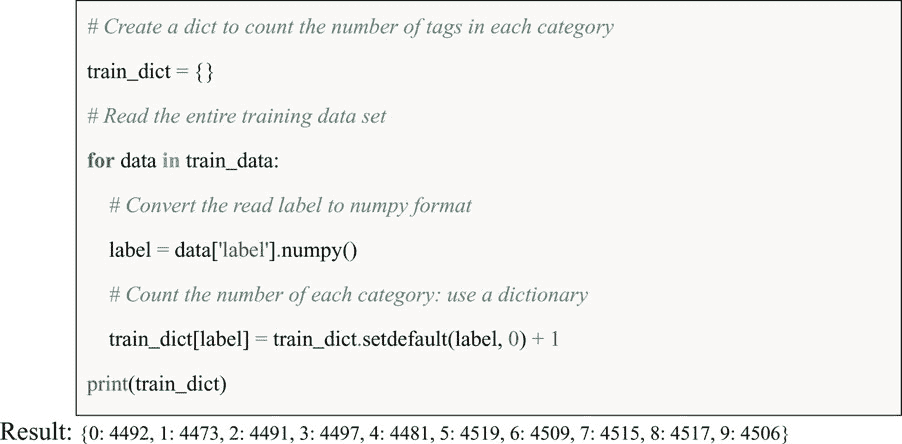 # Create a dict to count the number of tags in each category
train_dict = {}
# Read the entire training data set
for data in train_data:
# Convert the read label to numpy format
label = data['label'].numpy()
# Count the number of each category: use a dictionary
train_dict[label] = train_dict.setdefault(label, 0) + 1
print(train_dict)
Result: {0: 4492, 1: 4473, 2: 4491, 3: 4497, 4: 4481, 5: 4519, 6: 4509, 7: 4515, 8: 4517, 9: 4506}